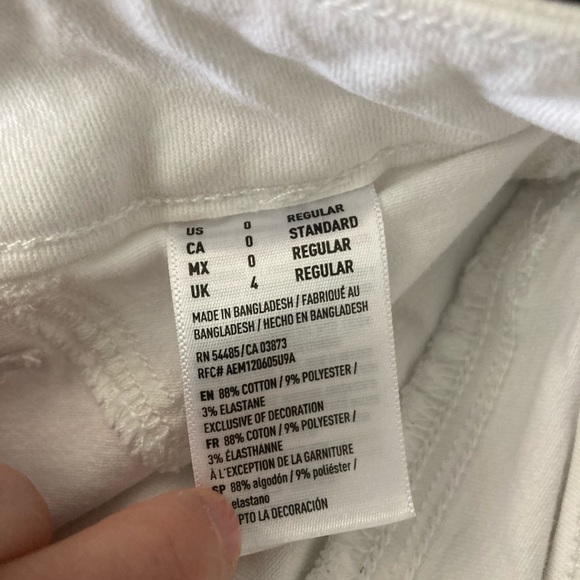 US 0 REGULAR
CA 0 STANDARD
MX 0 REGULAR
UK 4 REGULAR
MADE IN BANGLADESH / FABRIQUÉ AU
BANGLADESH / HECHO EN BANGLADESH
RN 54485/CA 03873
RFC# AEM120605U9A
EN 88% COTTON / 9% POLYESTER /
3% ELASTANE
EXCLUSIVE OF DECORATION
FR 88% COTON / 9% POLYESTER /
3% ÉLASTHANNE
À L'EXCEPTION DE LA GARNITURE
SP 88% algodón / 9% poliéster /
elastano
PTO LA DECORACIÓN